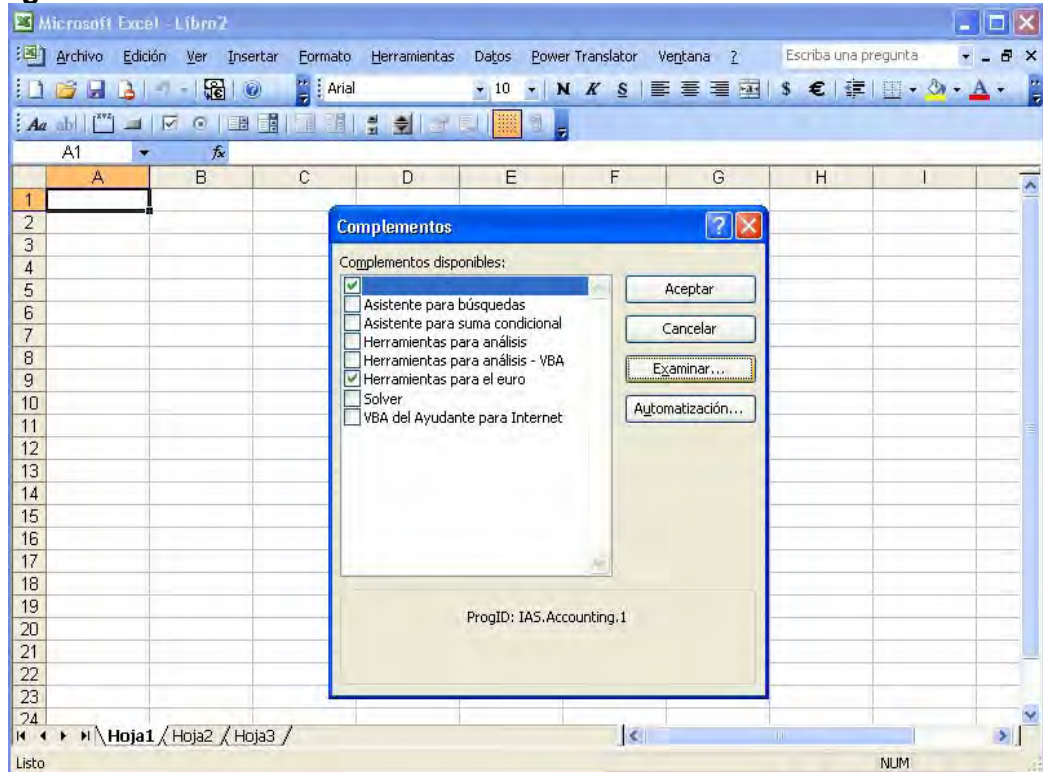 Microsoft Excel - Libro2
Archivo Edición Ver Insertar Formato Herramientas Datos Power Translator Ventana ? Escriba una pregunta
Arial 10 N K S $ € A
Aa ab|
A1 fx
A B C D E F G H I
1
2
3
4
5
6
7
8
9
10
11
12
13
14
15
16
17
18
19
20
21
22
23
24
Complementos
Complementos disponibles:
Asistente para búsquedas
Asistente para suma condicional
Herramientas para análisis
Herramientas para análisis - VBA
Herramientas para el euro
Solver
VBA del Ayudante para Internet
Aceptar
Cancelar
Examinar...
Automatización...
ProgID: IAS.Accounting.1
Hoja1 / Hoja2 / Hoja3 /
Listo NUM